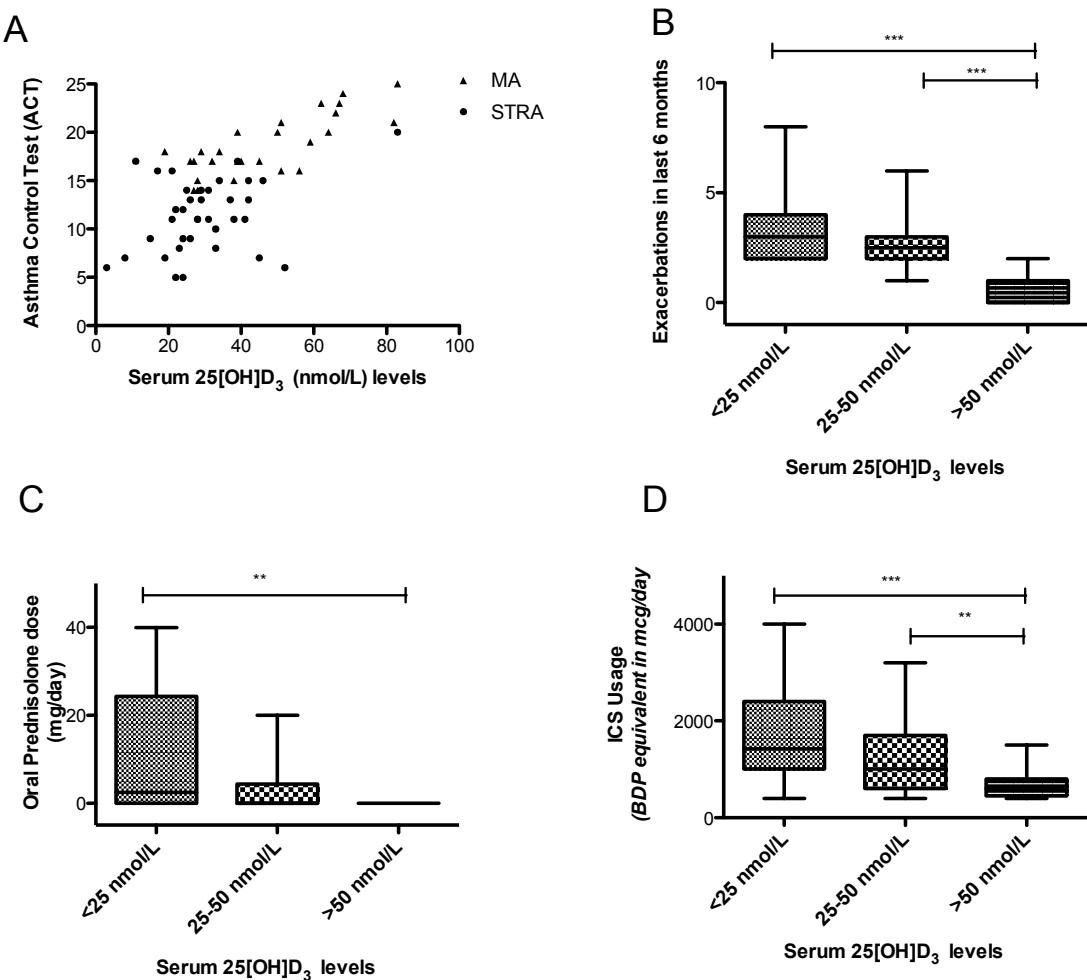 A
Asthma Control Test (ACT)
25
20
15
10
5
0
0 20 40 60 80 100
Serum 25[OH]D₃ (nmol/L) levels
MA
STRA
B
Exacerbations in last 6 months
***
***
10
5
0
<25 nmol/L
25-50 nmol/L
>50 nmol/L
Serum 25[OH]D₃ levels
C
Oral Prednisolone dose
(mg/day)
**
40
20
0
<25 nmol/L
25-50 nmol/L
>50 nmol/L
Serum 25[OH]D₃ levels
D
ICS Usage
(BDP equivalent in mcg/day
***
**
4000
2000
0
<25 nmol/L
25-50 nmol/L
>50 nmol/L
Serum 25[OH]D₃ levels